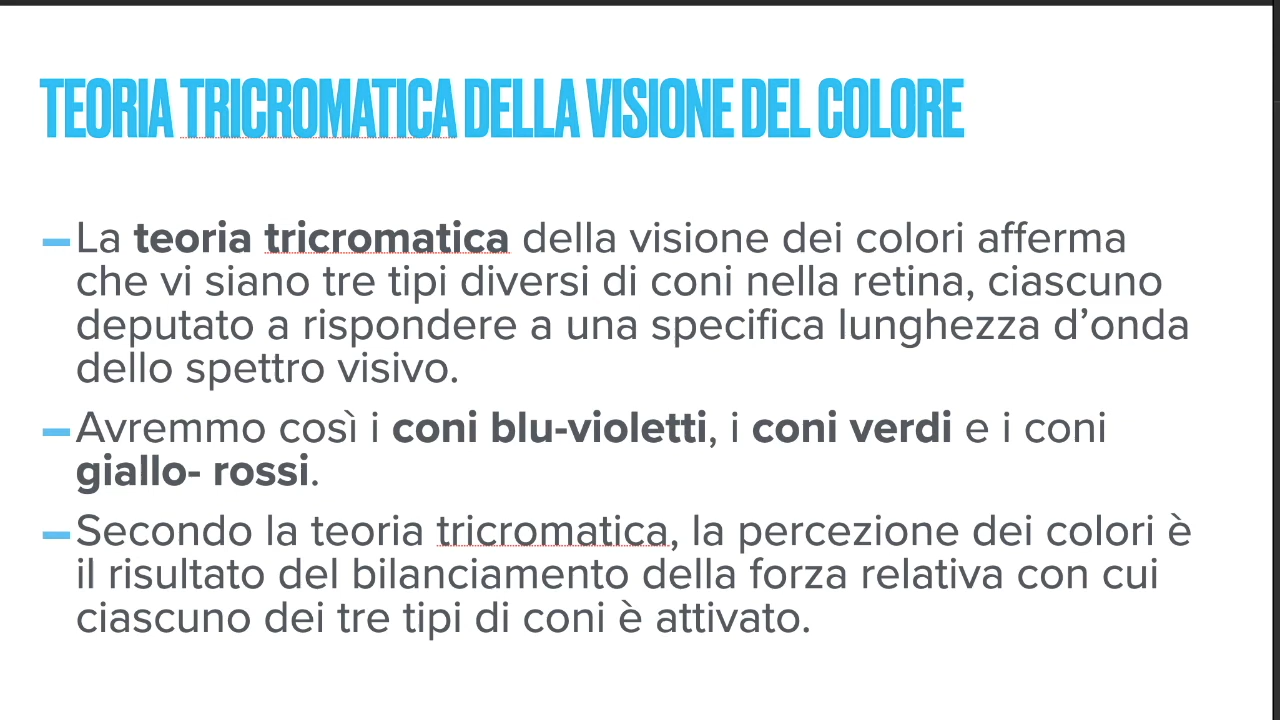 TEORIA TRICROMATICA DELLA VISIONE DEL COLORE
La teoria tricromatica della visione dei colori afferma
che vi siano tre tipi diversi di coni nella retina, ciascuno
deputato a rispondere a una specifica lunghezza d’onda
dello spettro visivo.
Avremmo così i coni blu-violetti, i coni verdi e i coni
giallo- rossi.
Secondo la teoria tricromatica, la percezione dei colori è
il risultato del bilanciamento della forza relativa con cui
ciascuno dei tre tipi di coni è attivato.